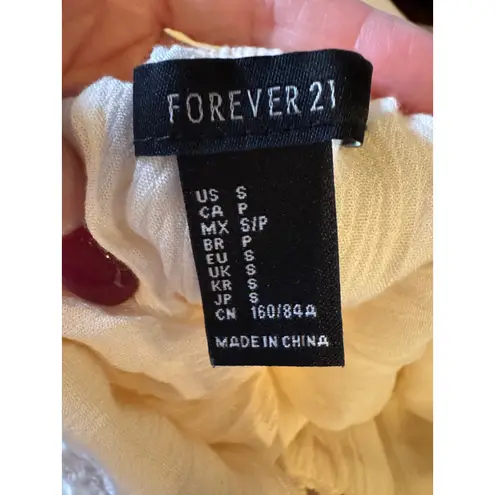 FOREVER 21
US S
CA P
MX S/P
BR P
EU S
UK S
KR S
JP S
CN 160/84A
MADE IN CHINA